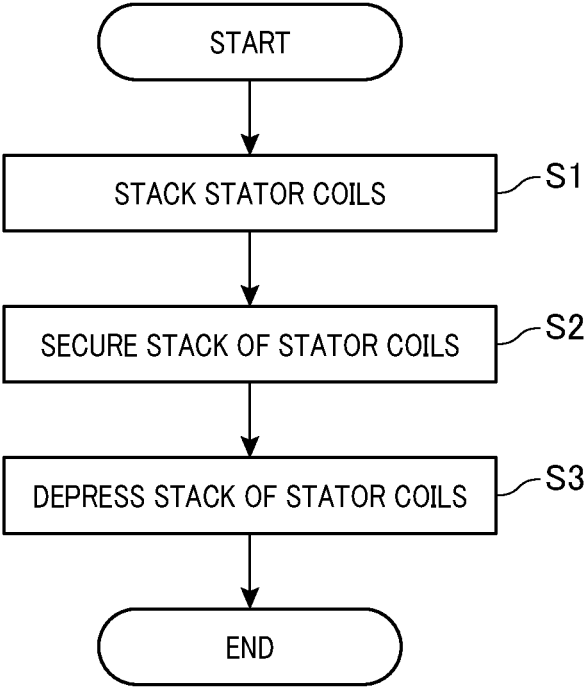 START
STACK STATOR COILS
S1
SECURE STACK OF STATOR COILS
S2
DEPRESS STACK OF STATOR COILS
S3
END